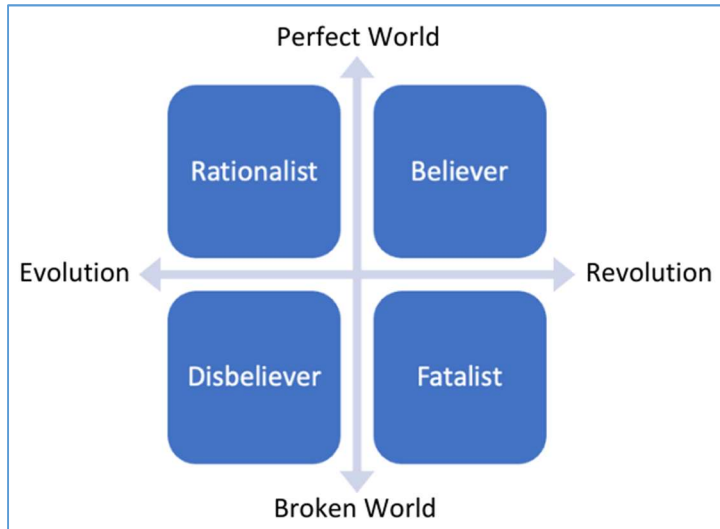 Perfect World
Rationalist
Believer
Evolution
Revolution
Disbeliever
Fatalist
Broken World